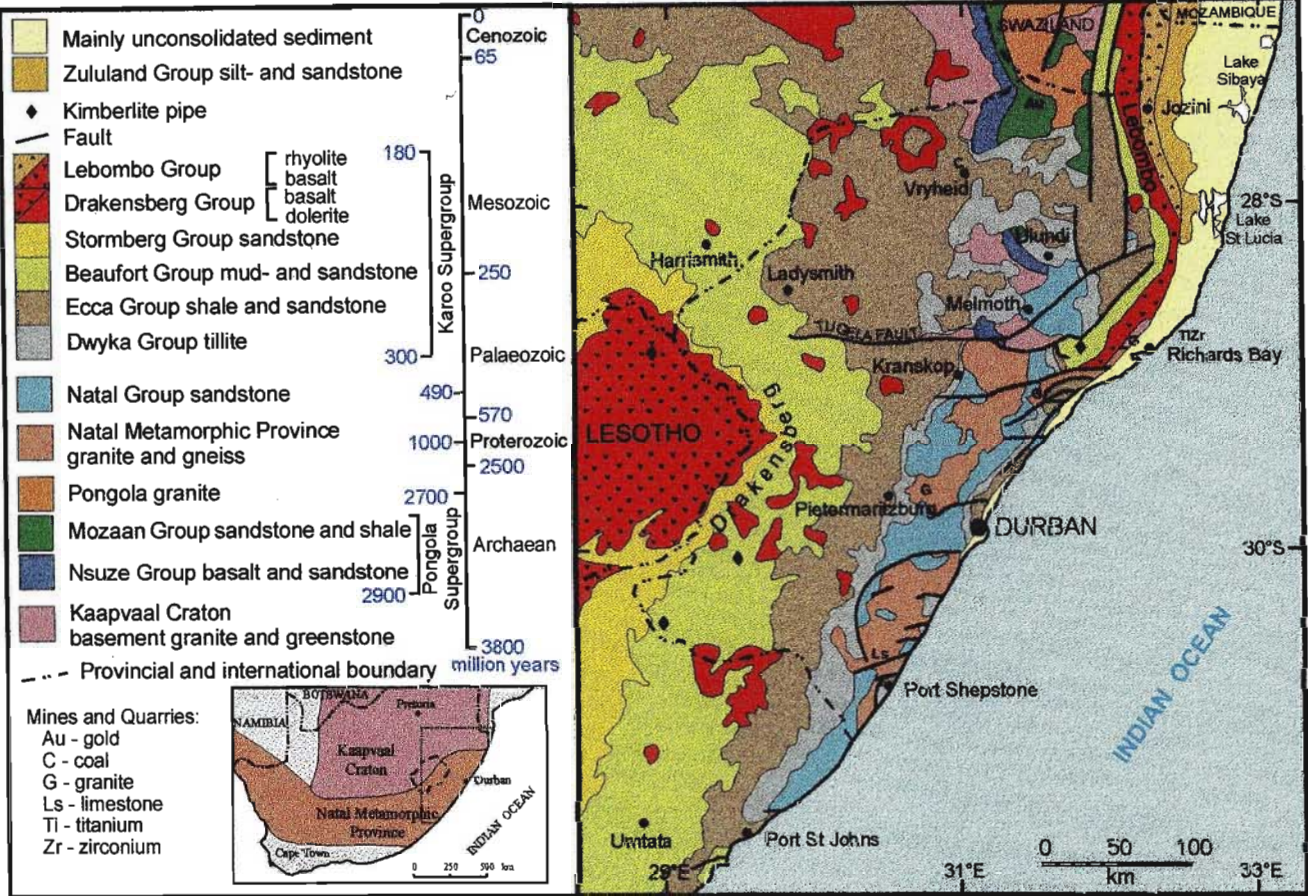 Mainly unconsolidated sediment
Zululand Group silt- and sandstone
Kimberlite pipe
Fault
Lebombo Group
rhyolite
basalt
Drakensberg Group
basalt
dolerite
Stormberg Group sandstone
Beaufort Group mud- and sandstone
Ecca Group shale and sandstone
Dwyka Group tillite
Natal Group sandstone
Natal Metamorphic Province
granite and gneiss
Pongola granite
Mozaan Group sandstone and shale
Nsuze Group basalt and sandstone
Kaapvaal Craton
basement granite and greenstone
Provincial and international boundary
180
300
Karoo Supergroup
2900
Pongola
Supergroup
0
Cenozoic
65
Mesozoic
250
Palaeozoic
490
570
1000
Proterozoic
2500
2700
Archaean
3800
million years
Mines and Quarries:
Au - gold
C - coal
G - granite
Ls - limestone
Ti - titanium
Zr - zirconium
BOTSWANA
NAMIBIA
Pretoria
Kaapvaal
Craton
Durban
Natal Metamorphic
Province
Cape Town
INDIAN OCEAN
0 250 500 km
SWAZILAND
MOZAMBIQUE
Lake
Sibaya
Au
Jozini
Lebombo
C
Vryheid
28°S
Lake
St Lucia
Ulundi
Harrismith
Ladysmith
Melmoth
TUGELA FAULT
TiZr
Richards Bay
G
Kranskop
G
LESOTHO
Drakensberg
G
Pietermaritzburg
DURBAN
30°S
INDIAN OCEAN
Ls
Port Shepstone
Umtata
Port St Johns
29°E
31°E
33°E
0 50 100
km